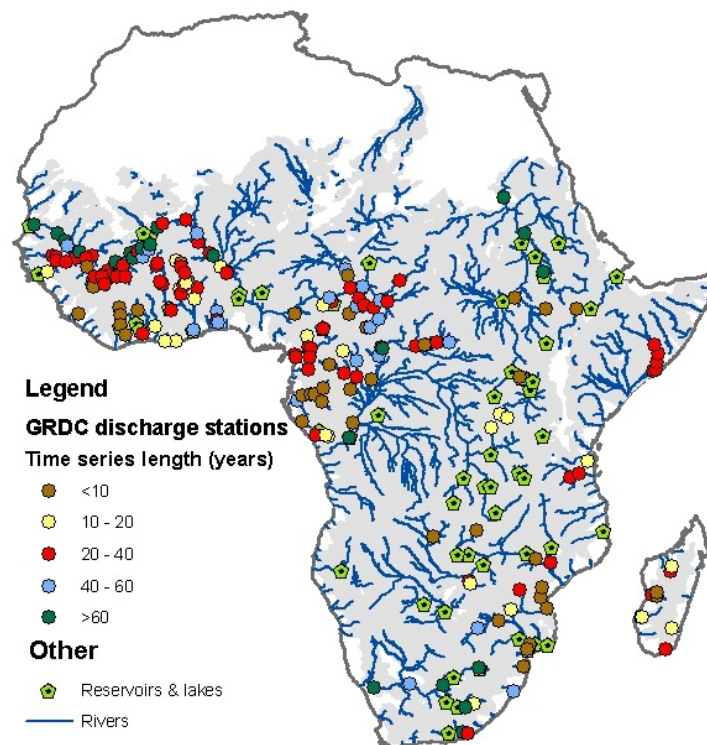 Legend
GRDC discharge stations
Time series length (years)
<10
10 - 20
20 - 40
40 - 60
>60
Other
Reservoirs & lakes
Rivers